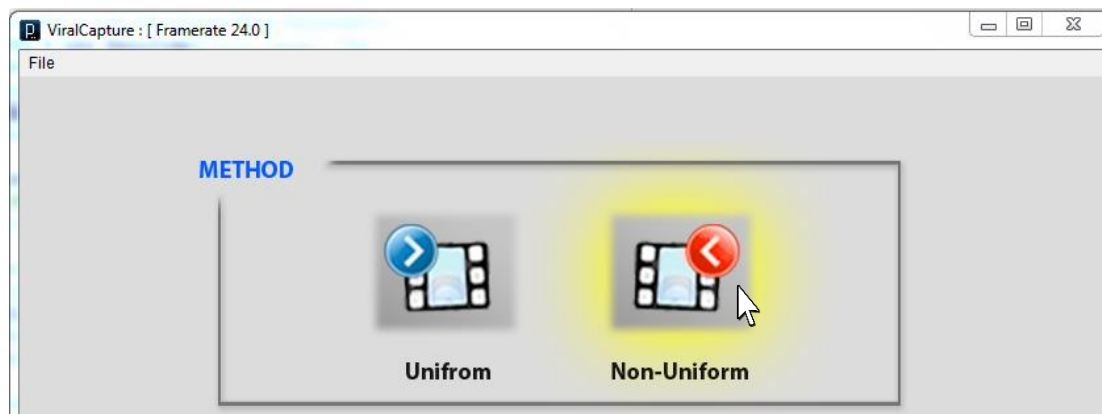 ViralCapture : [ Framerate 24.0 ]
File
METHOD
Unifrom
Non-Uniform